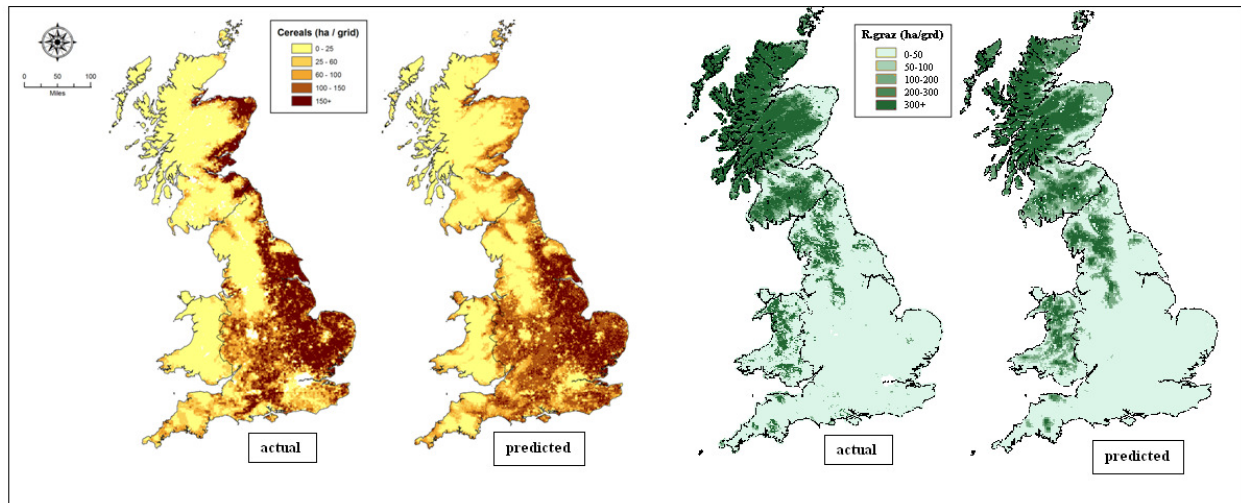 Cereals (ha / grid)
0 - 25
25 - 60
60 - 100
100 - 150
150+
0 50 100
Miles
R.graz (ha/grd)
0-50
50-100
100-200
200-300
300+
actual
predicted
actual
predicted